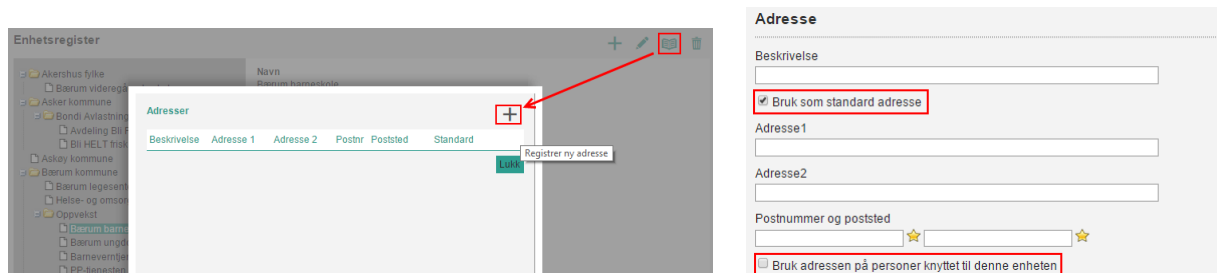 Enhetsregister
Akershus fylke
Bærum videregå
Asker kommune
Bondi Avlastning
Avdeling Bli F
Bli HELT frisk
Askøy kommune
Bærum kommune
Bærum legesent
Helse- og omsor
Oppvekst
Bærum barne
Bærum ungd
Barneverntje
PP-tjenesten
Navn
Bærum barneskole
Adresser
Beskrivelse Adresse 1 Adresse 2 Postnr Poststed Standard
Registrer ny adresse
Lukk
Adresse
Beskrivelse
Bruk som standard adresse
Adresse1
Adresse2
Postnummer og poststed
Bruk adressen på personer knyttet til denne enheten